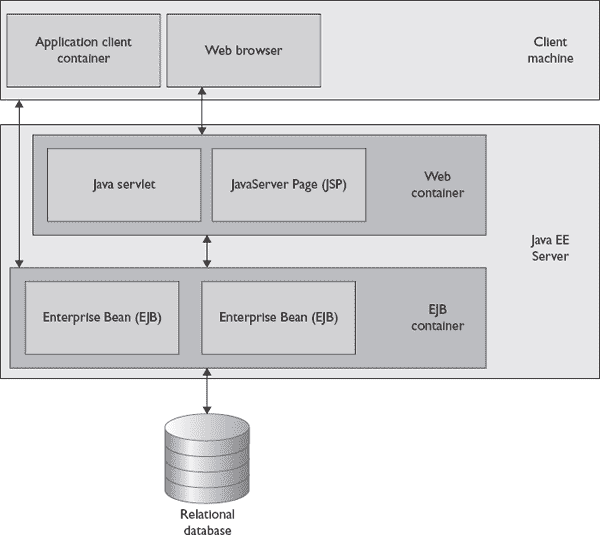 Application client
container
Web browser
Client
machine
Java servlet
JavaServer Page (JSP)
Web
container
Java EE
Server
Enterprise Bean (EJB)
Enterprise Bean (EJB)
EJB
container
Relational
database